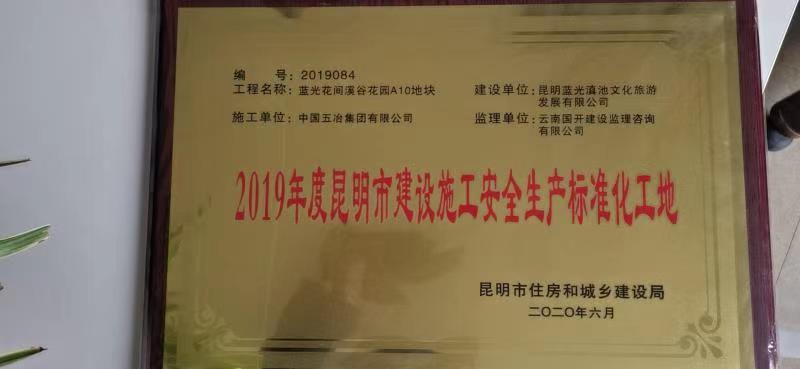 编　　号：2019084
工程名称：蓝光花间溪谷花园A10地块
建设单位：昆明蓝光滇池文化旅游
发展有限公司
施工单位：中国五冶集团有限公司
监理单位：云南国开建设监理咨询
有限公司
2019年度昆明市建设施工安全生产标准化工地
昆明市住房和城乡建设局
二〇二〇年六月